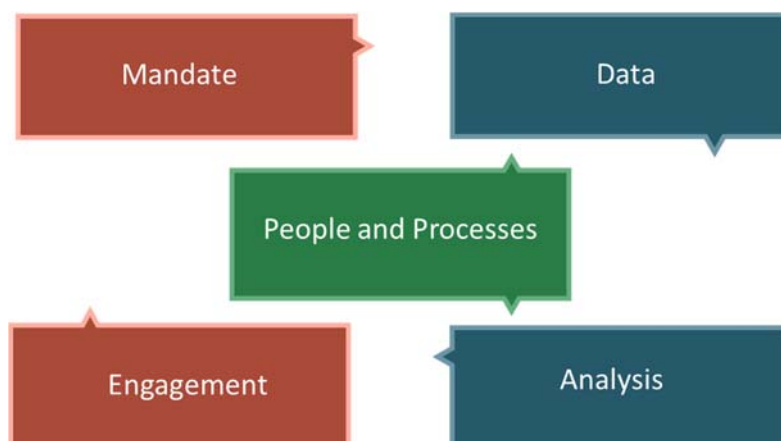 Mandate
Data
People and Processes
Engagement
Analysis